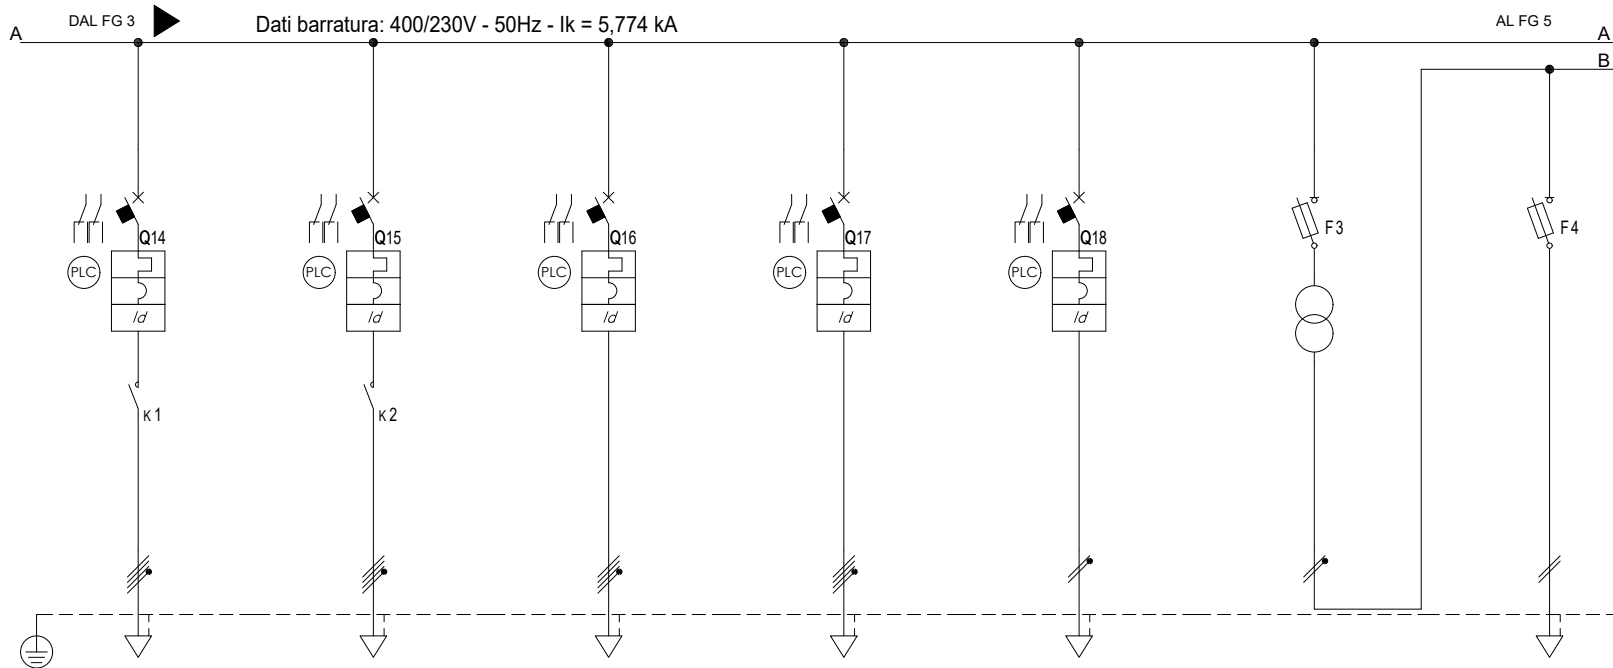 DAL FG 3
Dati barratura: 400/230V - 50Hz - Ik = 5,774 kA
AL FG 5
A
A
B
Q14
Q15
Q16
Q17
Q18
F3
F4
PLC
PLC
PLC
PLC
PLC
Id
Id
Id
Id
Id
K1
K2